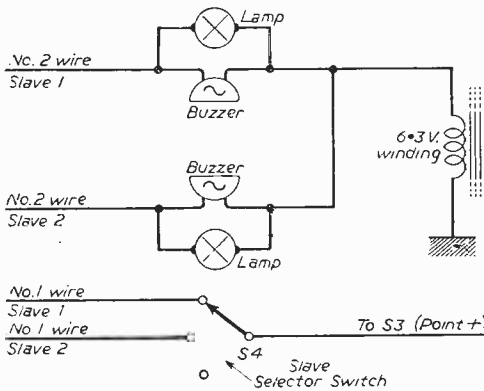 Lamp
No. 2 wire
Slave 1
Buzzer
6·3 V.
winding
Buzzer
No. 2 wire
Slave 2
Lamp
No. 1 wire
Slave 1
No. 1 wire
Slave 2
S4
To S3 (Point +)
Slave
Selector Switch